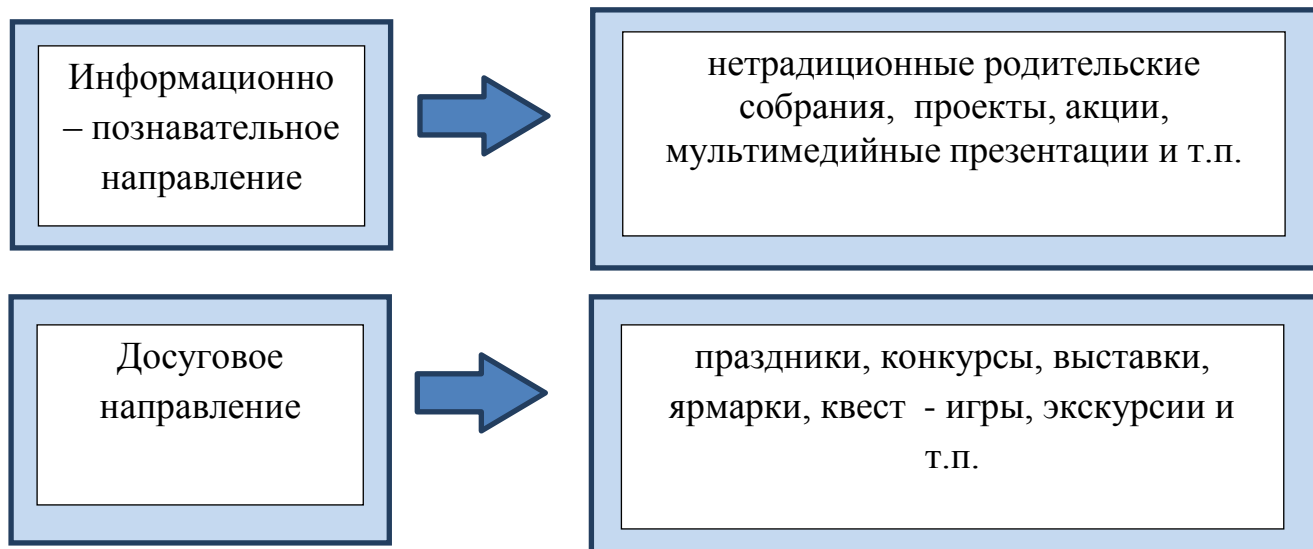 Информационно
– познавательное
направление
нетрадиционные родительские
собрания,  проекты, акции,
мультимедийные презентации и т.п.
Досуговое
направление
праздники, конкурсы, выставки,
ярмарки, квест  - игры, экскурсии и
т.п.